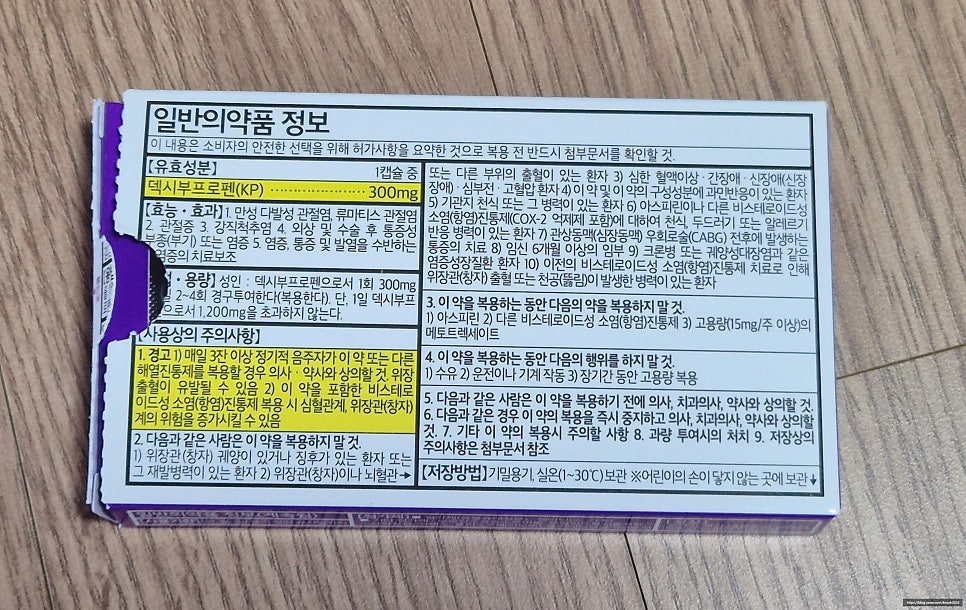 일반의약품 정보
이 내용은 소비자의 안전한 선택을 위해 허가사항을 요약한 것으로 복용 전 반드시 첨부문서를 확인할 것.
【유효성분】 1캡슐 중
덱시부프로펜(KP) ························ 300mg
【효능 · 효과】 1. 만성 다발성 관절염, 류마티스 관절염
2. 관절증 3. 강직척추염 4. 외상 및 수술 후 통증성
부종(부기) 또는 염증 5. 염증, 통증 및 발열을 수반하는
염증의 치료보조
· 용량】 성인 : 덱시부프로펜으로서 1회 300mg
2~4회 경구투여한다(복용한다). 단, 1일 덱시부프
으로서 1,200mg을 초과하지 않는다.
【사용상의 주의사항】
1. 경고 1) 매일 3잔 이상 정기적 음주자가 이 약 또는 다른
해열진통제를 복용할 경우 의사 · 약사와 상의할 것. 위장
출혈이 유발될 수 있음 2) 이 약을 포함한 비스테로
이드성 소염(항염)진통제 복용 시 심혈관계, 위장관(창자)
계의 위험을 증가시킬 수 있음
2. 다음과 같은 사람은 이 약을 복용하지 말 것.
1) 위장관(창자) 궤양이 있거나 징후가 있는 환자 또는
그 재발병력이 있는 환자 2) 위장관(창자)이나 뇌혈관→
또는 다른 부위의 출혈이 있는 환자 3) 심한 혈액이상 · 간장애 · 신장애(신장
장애) · 심부전 · 고혈압 환자 4) 이 약 및 이 약의 구성성분에 과민반응이 있는 환자
5) 기관지 천식 또는 그 병력이 있는 환자 6) 아스피린이나 다른 비스테로이드성
소염(항염)진통제(COX-2 억제제 포함)에 대하여 천식, 두드러기 또는 알레르기
반응 병력이 있는 환자 7) 관상동맥(심장동맥) 우회로술(CABG) 전후에 발생하는
통증의 치료 8) 임신 6개월 이상의 임부 9) 크론병 또는 궤양성대장염과 같은
염증성장질환 환자 10) 이전의 비스테로이드성 소염(항염)진통제 치료로 인해
위장관(창자) 출혈 또는 천공(뚫림)이 발생한 병력이 있는 환자
3. 이 약을 복용하는 동안 다음의 약을 복용하지 말 것.
1) 아스피린 2) 다른 비스테로이드성 소염(항염)진통제 3) 고용량(15mg/주 이상)의
메토트렉세이트
4. 이 약을 복용하는 동안 다음의 행위를 하지 말 것.
1) 수유 2) 운전이나 기계 작동 3) 장기간 동안 고용량 복용
5. 다음과 같은 사람은 이 약을 복용하기 전에 의사, 치과의사, 약사와 상의할 것.
6. 다음과 같은 경우 이 약의 복용을 즉시 중지하고 의사, 치과의사, 약사와 상의할
것. 7. 기타 이 약의 복용시 주의할 사항 8. 과량 투여시의 처치 9. 저장상의
주의사항은 첨부문서 참조
【저장방법】 기밀용기, 실온(1~30℃) 보관 ※어린이의 손이 닿지 않는 곳에 보관↓